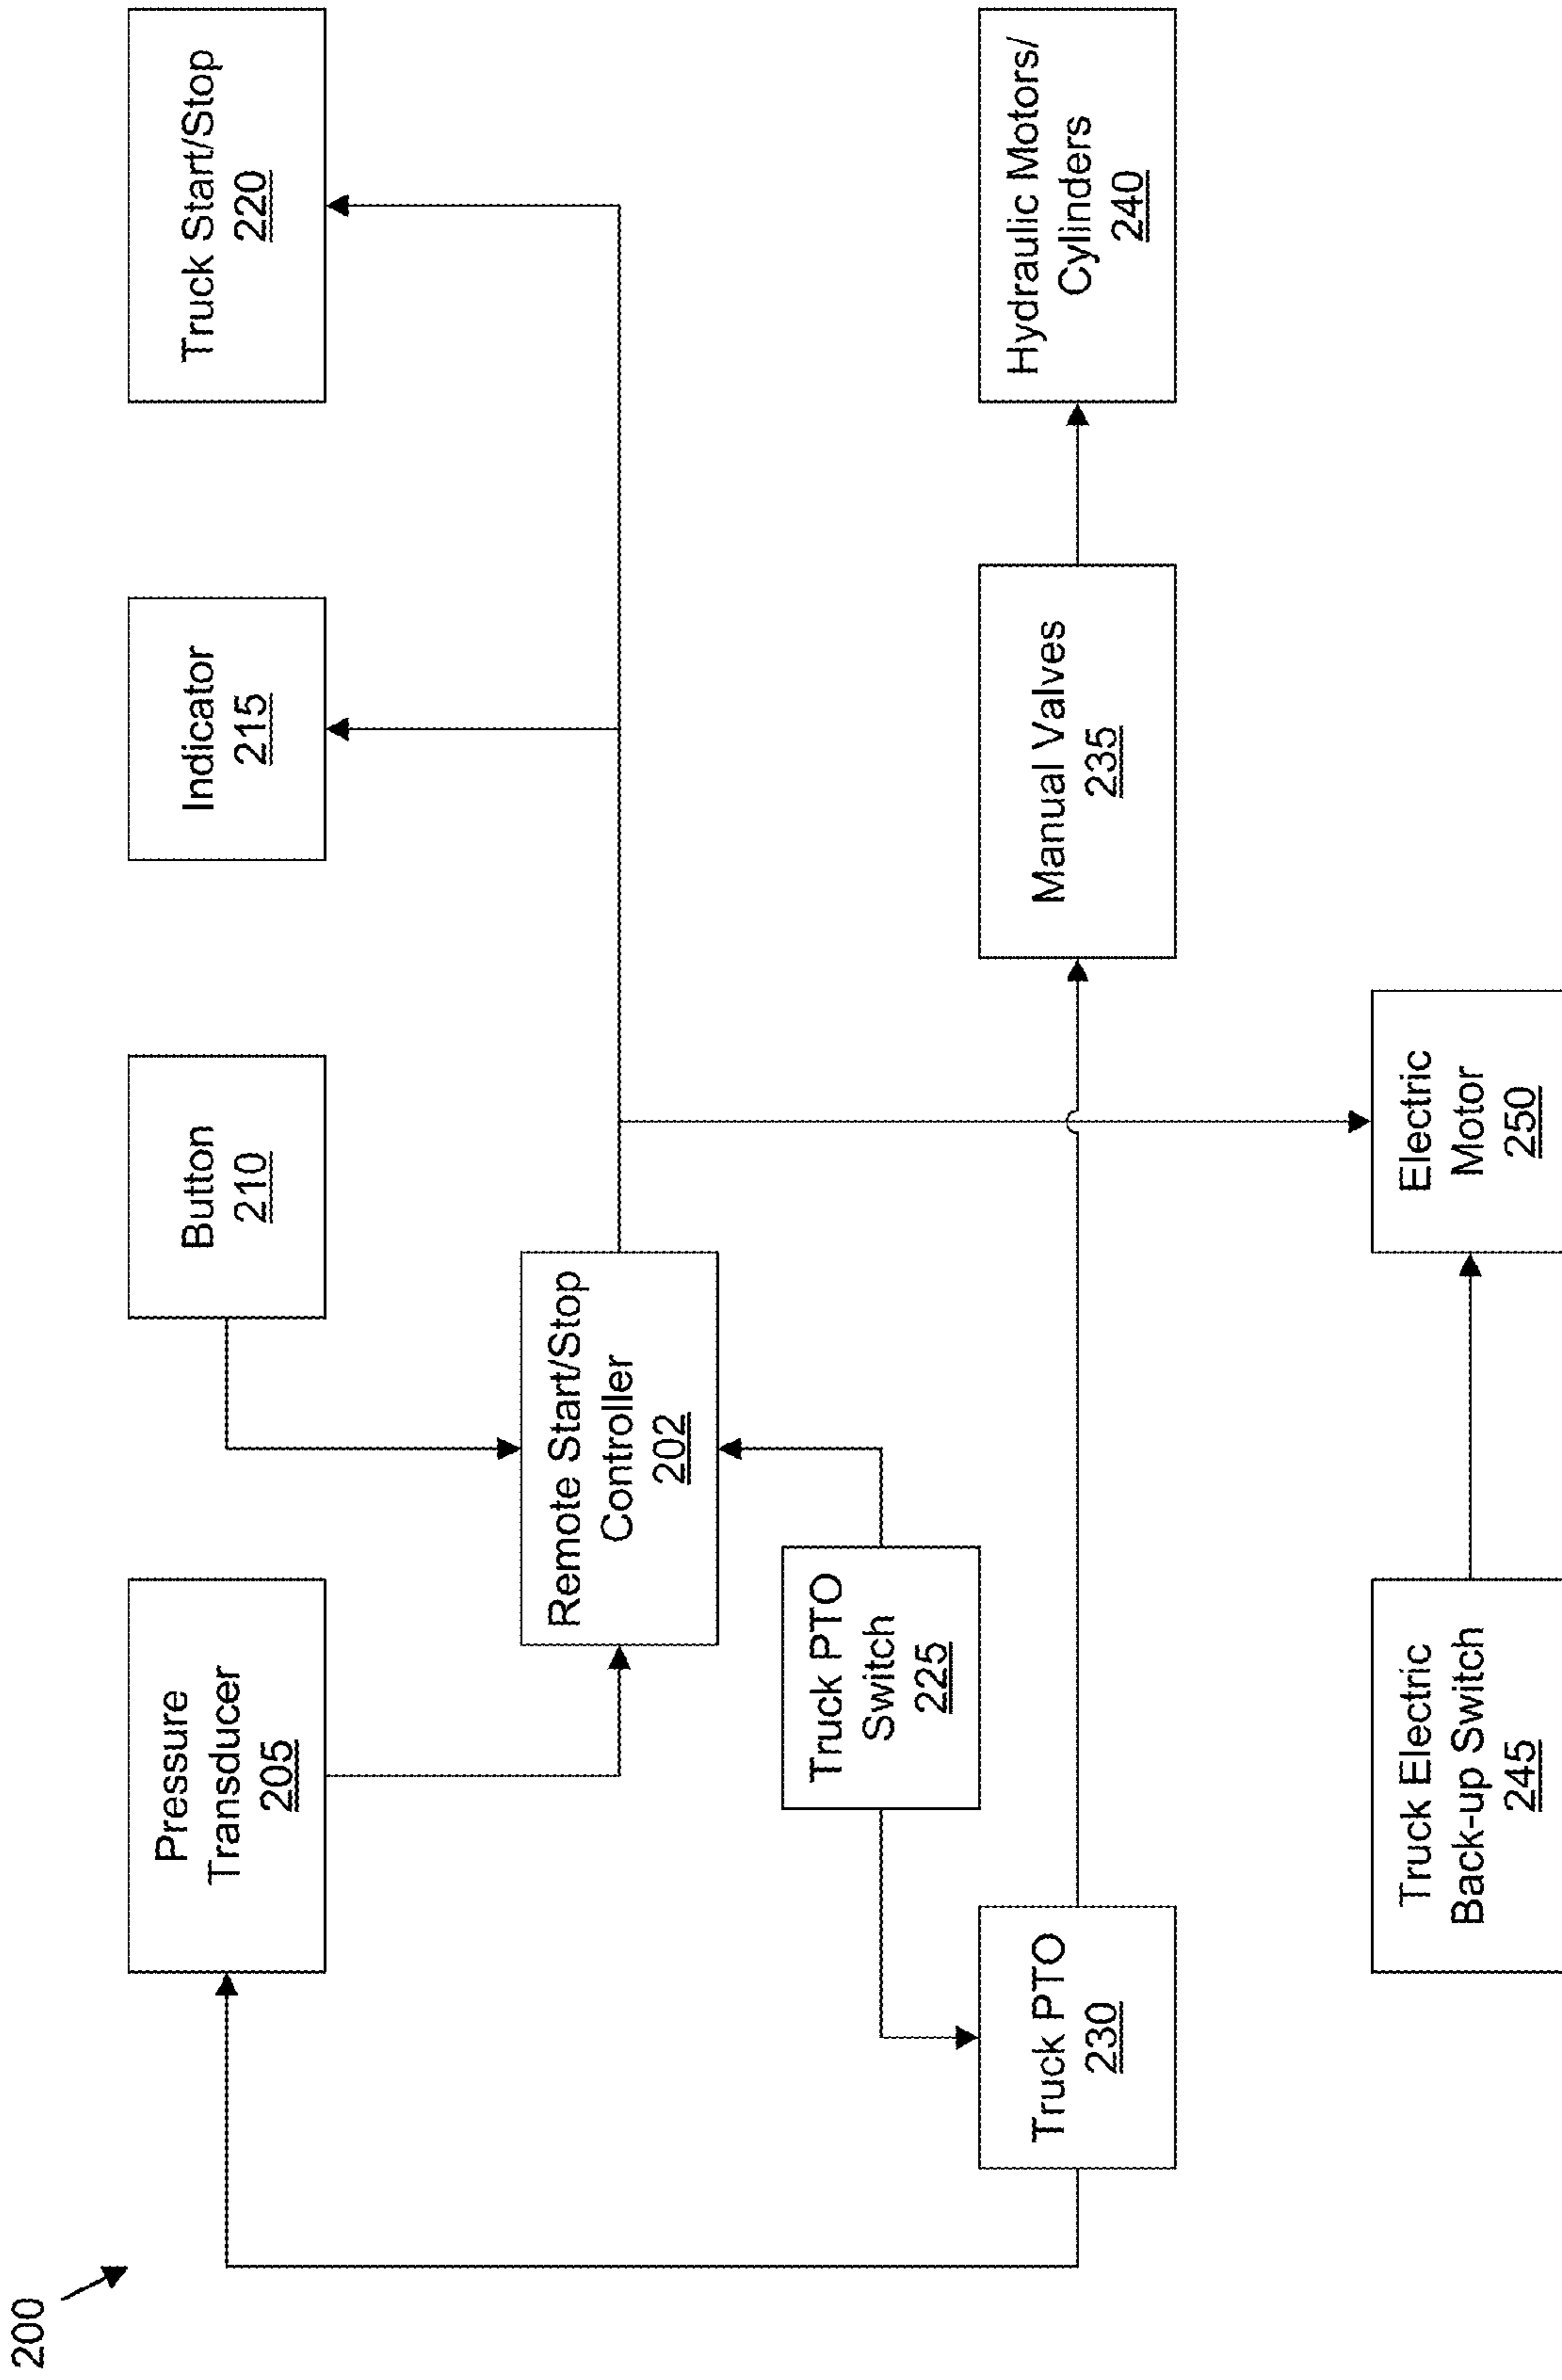 200
Pressure
Transducer
205
Button
210
Indicator
215
Truck Start/Stop
220
Remote Start/Stop
Controller
202
Truck PTO
Switch
225
Truck PTO
230
Manual Valves
235
Hydraulic Motors/
Cylinders
240
Truck Electric
Back-up Switch
245
Electric
Motor
250